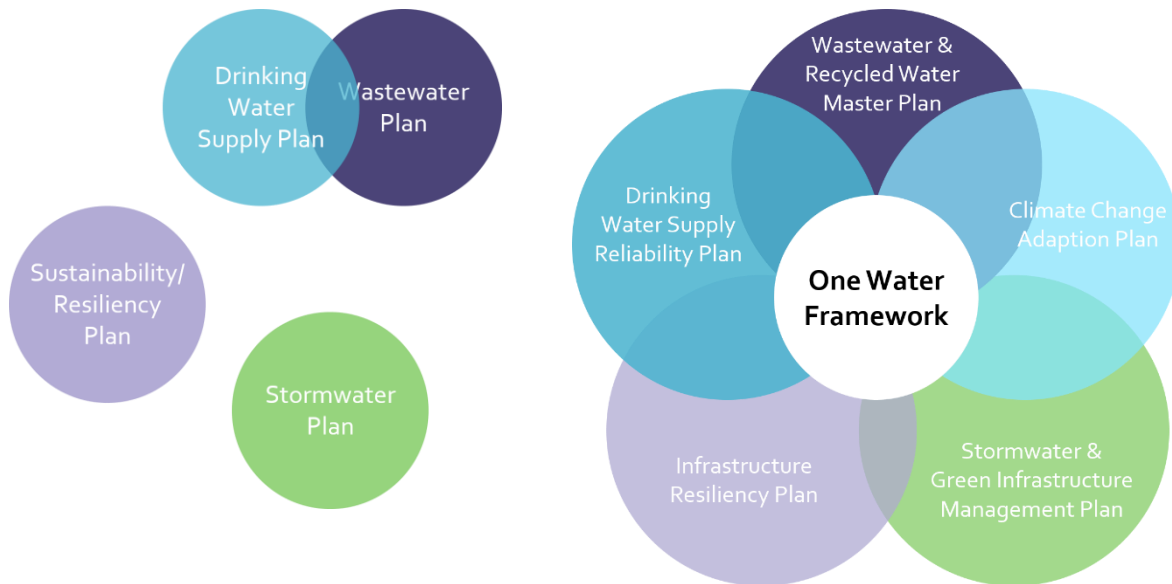 Drinking
Water
Supply Plan
Wastewater
Plan
Sustainability/
Resiliency
Plan
Stormwater
Plan
Wastewater &
Recycled Water
Master Plan
Drinking
Water Supply
Reliability Plan
Climate Change
Adaption Plan
One Water
Framework
Infrastructure
Resiliency Plan
Stormwater &
Green Infrastructure
Management Plan